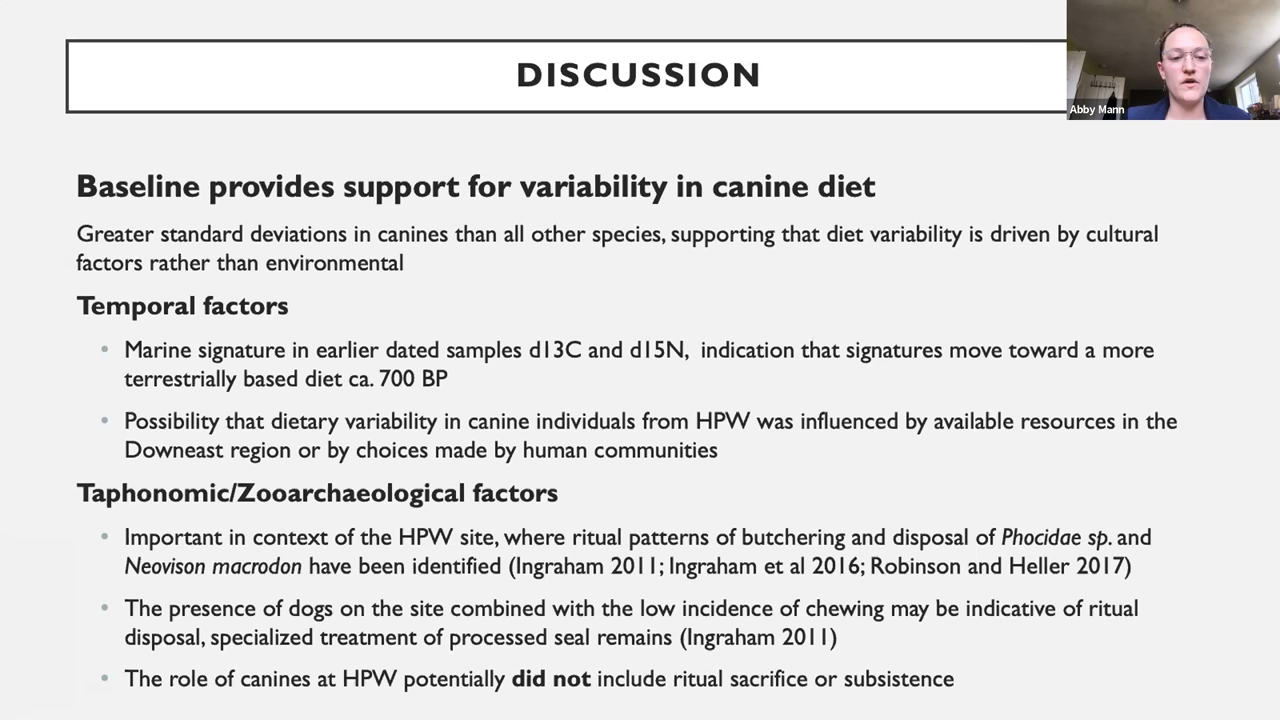 DISCUSSION
Abby Mann
Baseline provides support for variability in canine diet
Greater standard deviations in canines than all other species, supporting that diet variability is driven by cultural
factors rather than environmental
Temporal factors
• Marine signature in earlier dated samples d13C and d15N,  indication that signatures move toward a more
terrestrially based diet ca. 700 BP
• Possibility that dietary variability in canine individuals from HPW was influenced by available resources in the
Downeast region or by choices made by human communities
Taphonomic/Zooarchaeological factors
• Important in context of the HPW site, where ritual patterns of butchering and disposal of Phocidae sp. and
Neovison macrodon have been identified (Ingraham 2011; Ingraham et al 2016; Robinson and Heller 2017)
• The presence of dogs on the site combined with the low incidence of chewing may be indicative of ritual
disposal, specialized treatment of processed seal remains (Ingraham 2011)
• The role of canines at HPW potentially did not include ritual sacrifice or subsistence